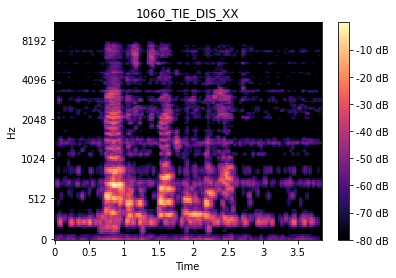 1060_TIE_DIS_XX
8192
4096
2048
1024
512
0
Hz
0 0.5 1 1.5 2 2.5 3 3.5
Time
-10 dB
-20 dB
-30 dB
-40 dB
-50 dB
-60 dB
-70 dB
-80 dB